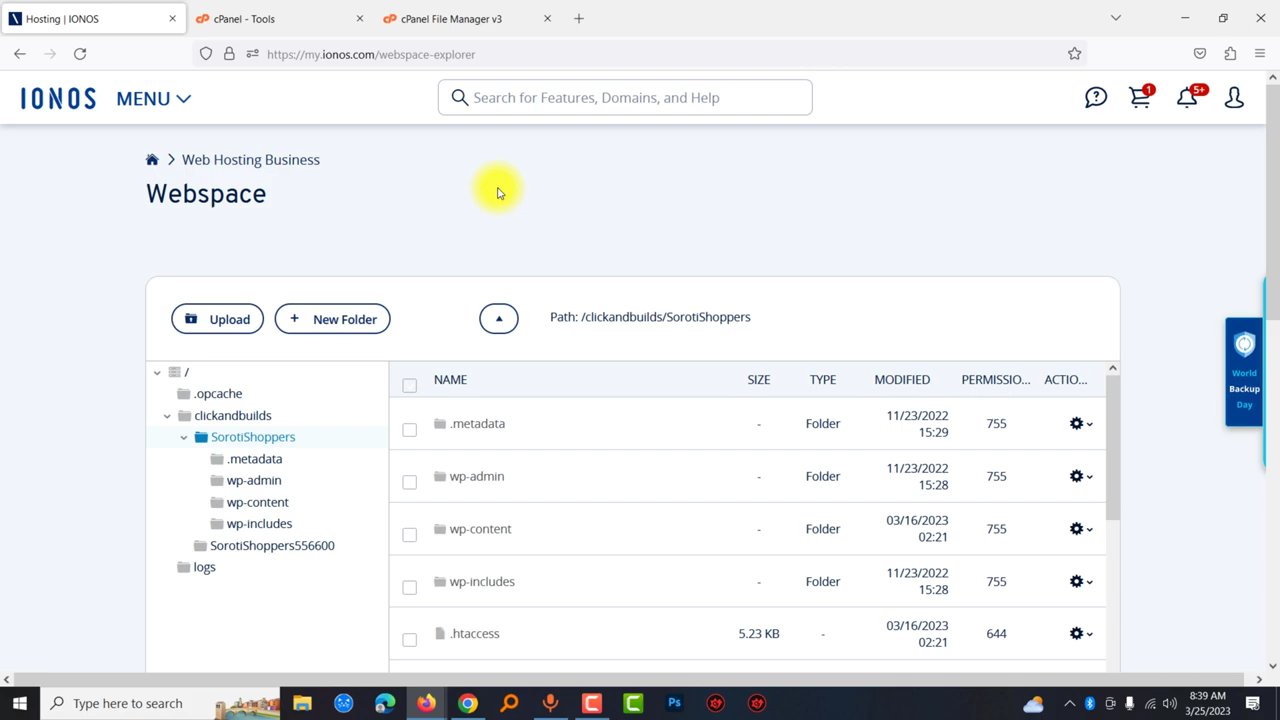 Hosting | IONOS
cPanel - Tools
cPanel File Manager v3
https://my.ionos.com/webspace-explorer
IONOS
MENU
Search for Features, Domains, and Help
1
5+
Web Hosting Business
Webspace
Upload
+ New Folder
Path: /clickandbuilds/SorotiShoppers
/
.opcache
clickandbuilds
SorotiShoppers
.metadata
wp-admin
wp-content
wp-includes
SorotiShoppers556600
logs
NAME SIZE TYPE MODIFIED PERMISSIO... ACTIO...
.metadata - Folder 11/23/2022 15:29 755
wp-admin - Folder 11/23/2022 15:28 755
wp-content - Folder 03/16/2023 02:21 755
wp-includes - Folder 11/23/2022 15:28 755
.htaccess 5.23 KB - 03/16/2023 02:21 644
World
Backup
Day
Type here to search
Ps
8:39 AM
3/25/2023